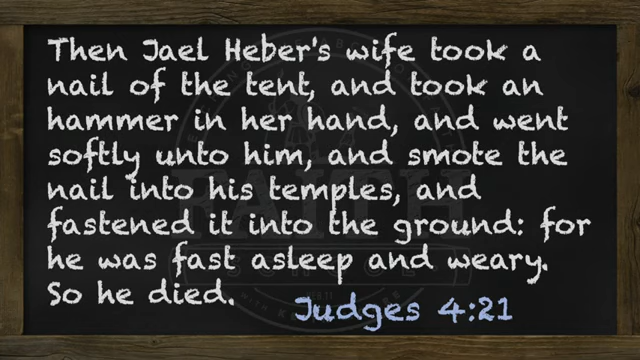 Then Jael Heber's wife took a
nail of the tent, and took an
hammer in her hand, and went
softly unto him, and smote the
nail into his temples, and
fastened it into the ground: for
he was fast asleep and weary.
So he died.
Judges 4:21
FAITH